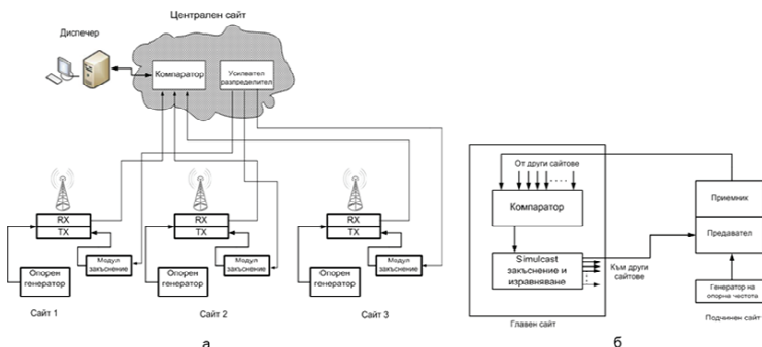 Централен сайт
Диспечер
Компаратор
Усилвател
разпределител
RX
TX
RX
TX
RX
TX
Модул
закъснение
Модул
закъснение
Модул
закъснение
Опорен
генератор
Опорен
генератор
Опорен
генератор
Сайт 1
Сайт 2
Сайт 3
а
От други сайтове
Компаратор
Simulcast
закъснение и
изравняване
Към други
сайтове
Главен сайт
Приемник
Предавател
Генератор на
опорна честота
Подчинен сайт
б